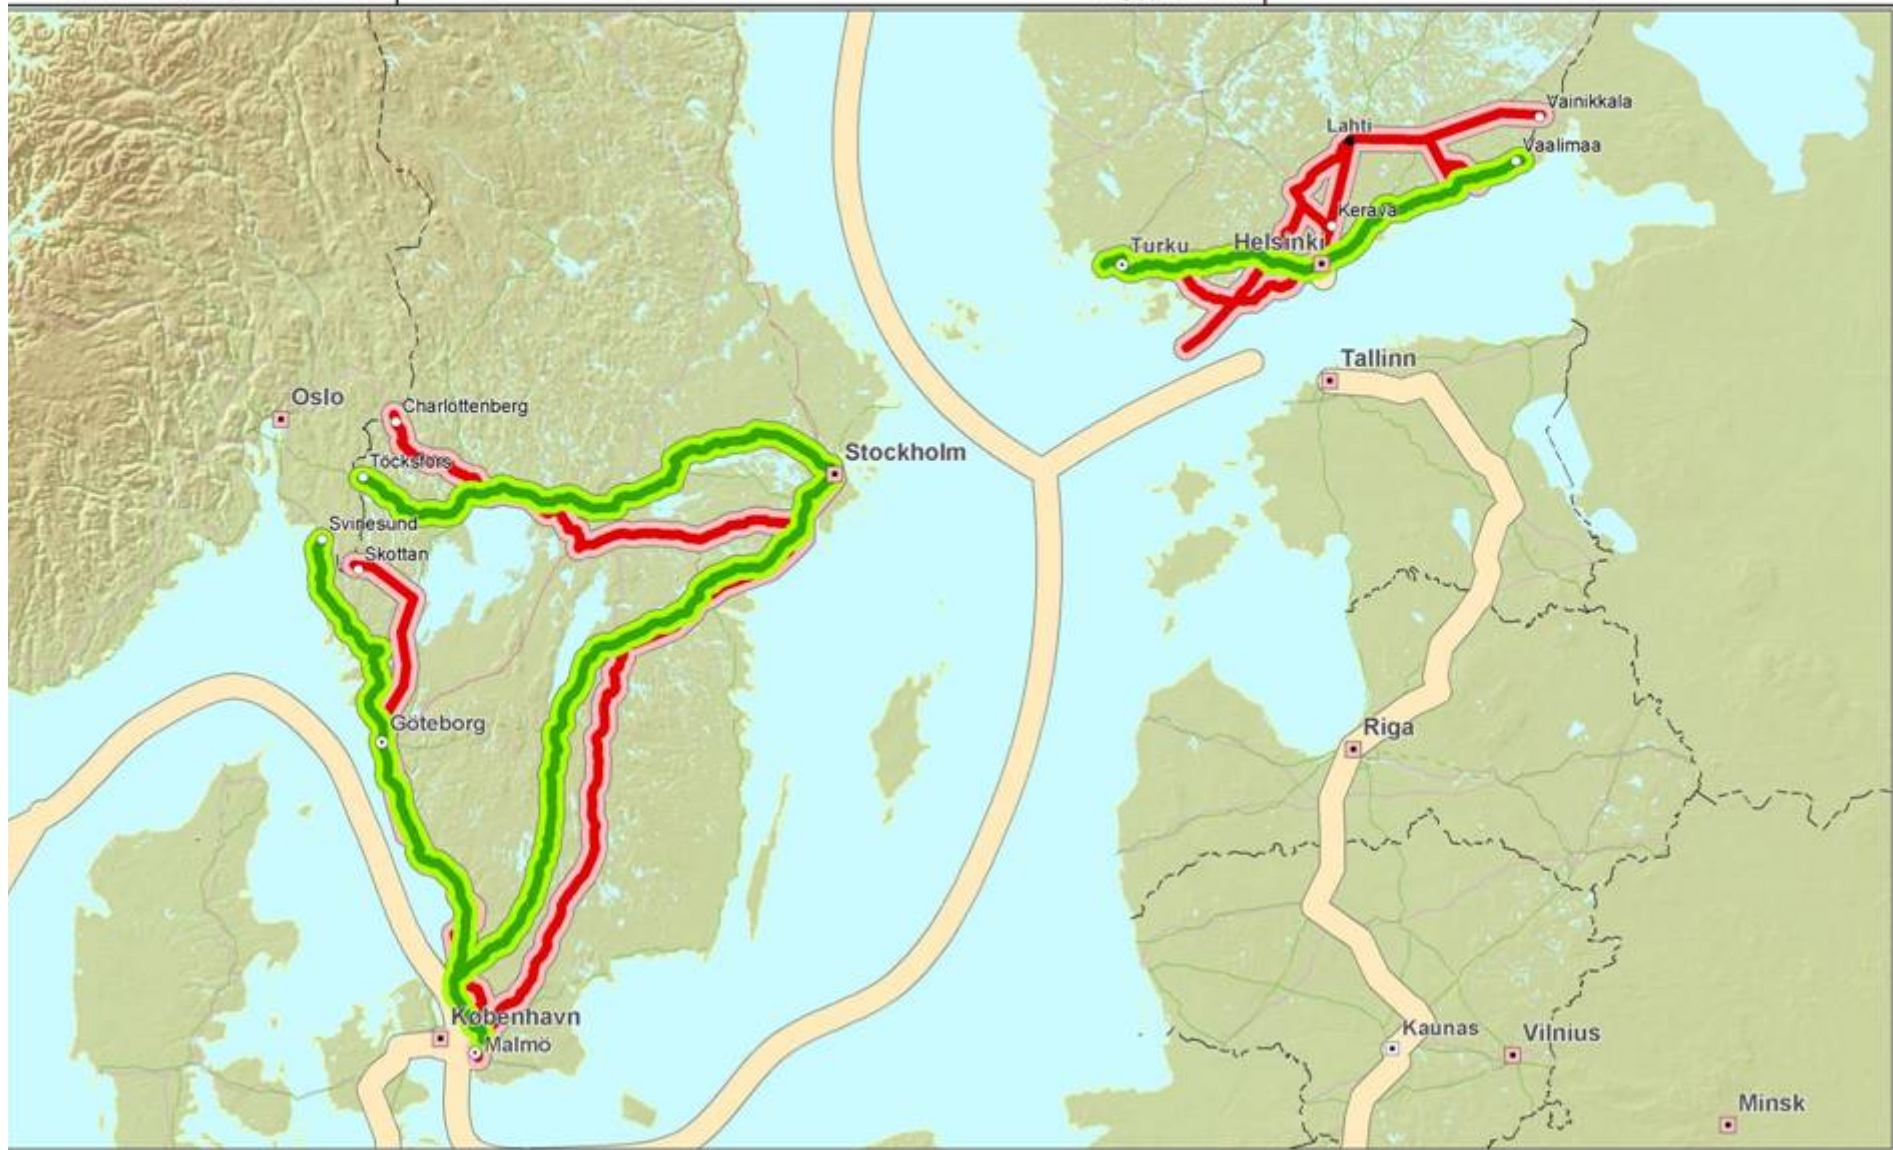 Vainikkala
Lahti
Vaalimaa
Kerava
Turku
Helsinki
Tallinn
Oslo
Charlottenberg
Stockholm
Töcksfors
Svinesund
Skottan
Göteborg
Riga
København
Malmö
Kaunas
Vilnius
Minsk